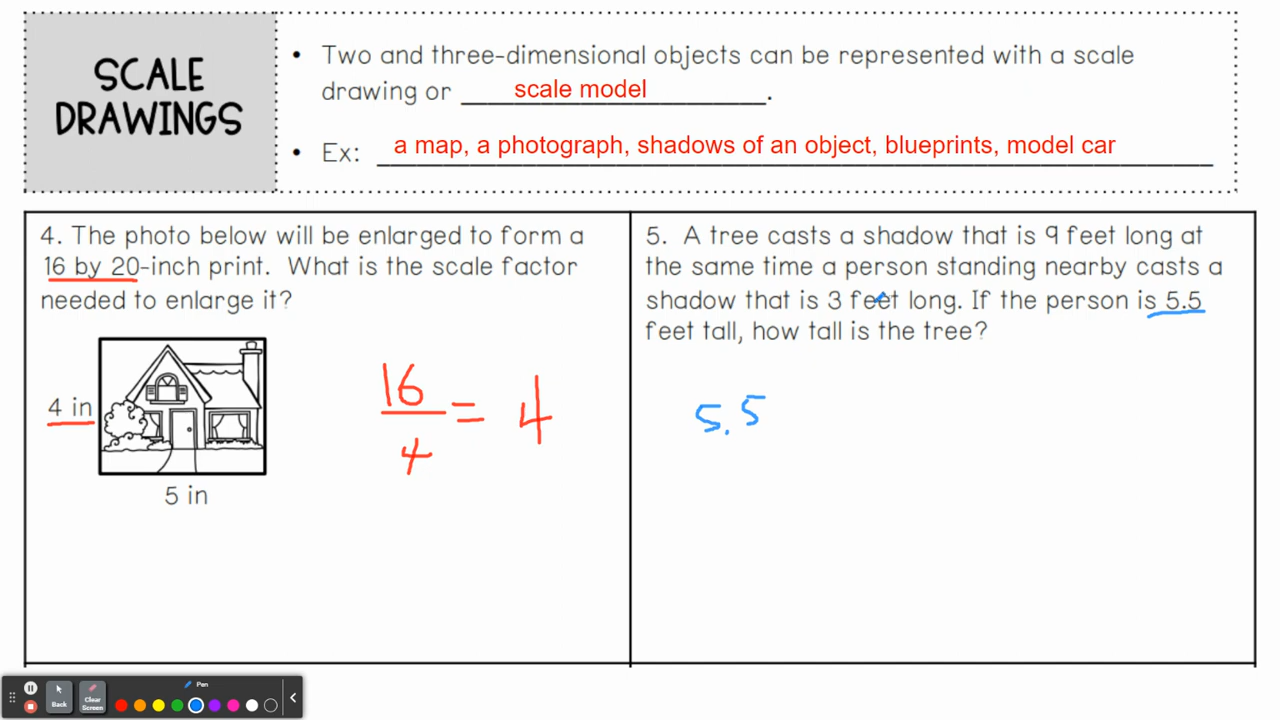 SCALE
DRAWINGS
• Two and three-dimensional objects can be represented with a scale
drawing or scale model.
• Ex: a map, a photograph, shadows of an object, blueprints, model car
4. The photo below will be enlarged to form a
16 by 20-inch print. What is the scale factor
needed to enlarge it?
4 in
5 in
16
4
= 4
5. A tree casts a shadow that is 9 feet long at
the same time a person standing nearby casts a
shadow that is 3 feet long. If the person is 5.5
feet tall, how tall is the tree?
5.5
Pen
Back
Clear
Screen